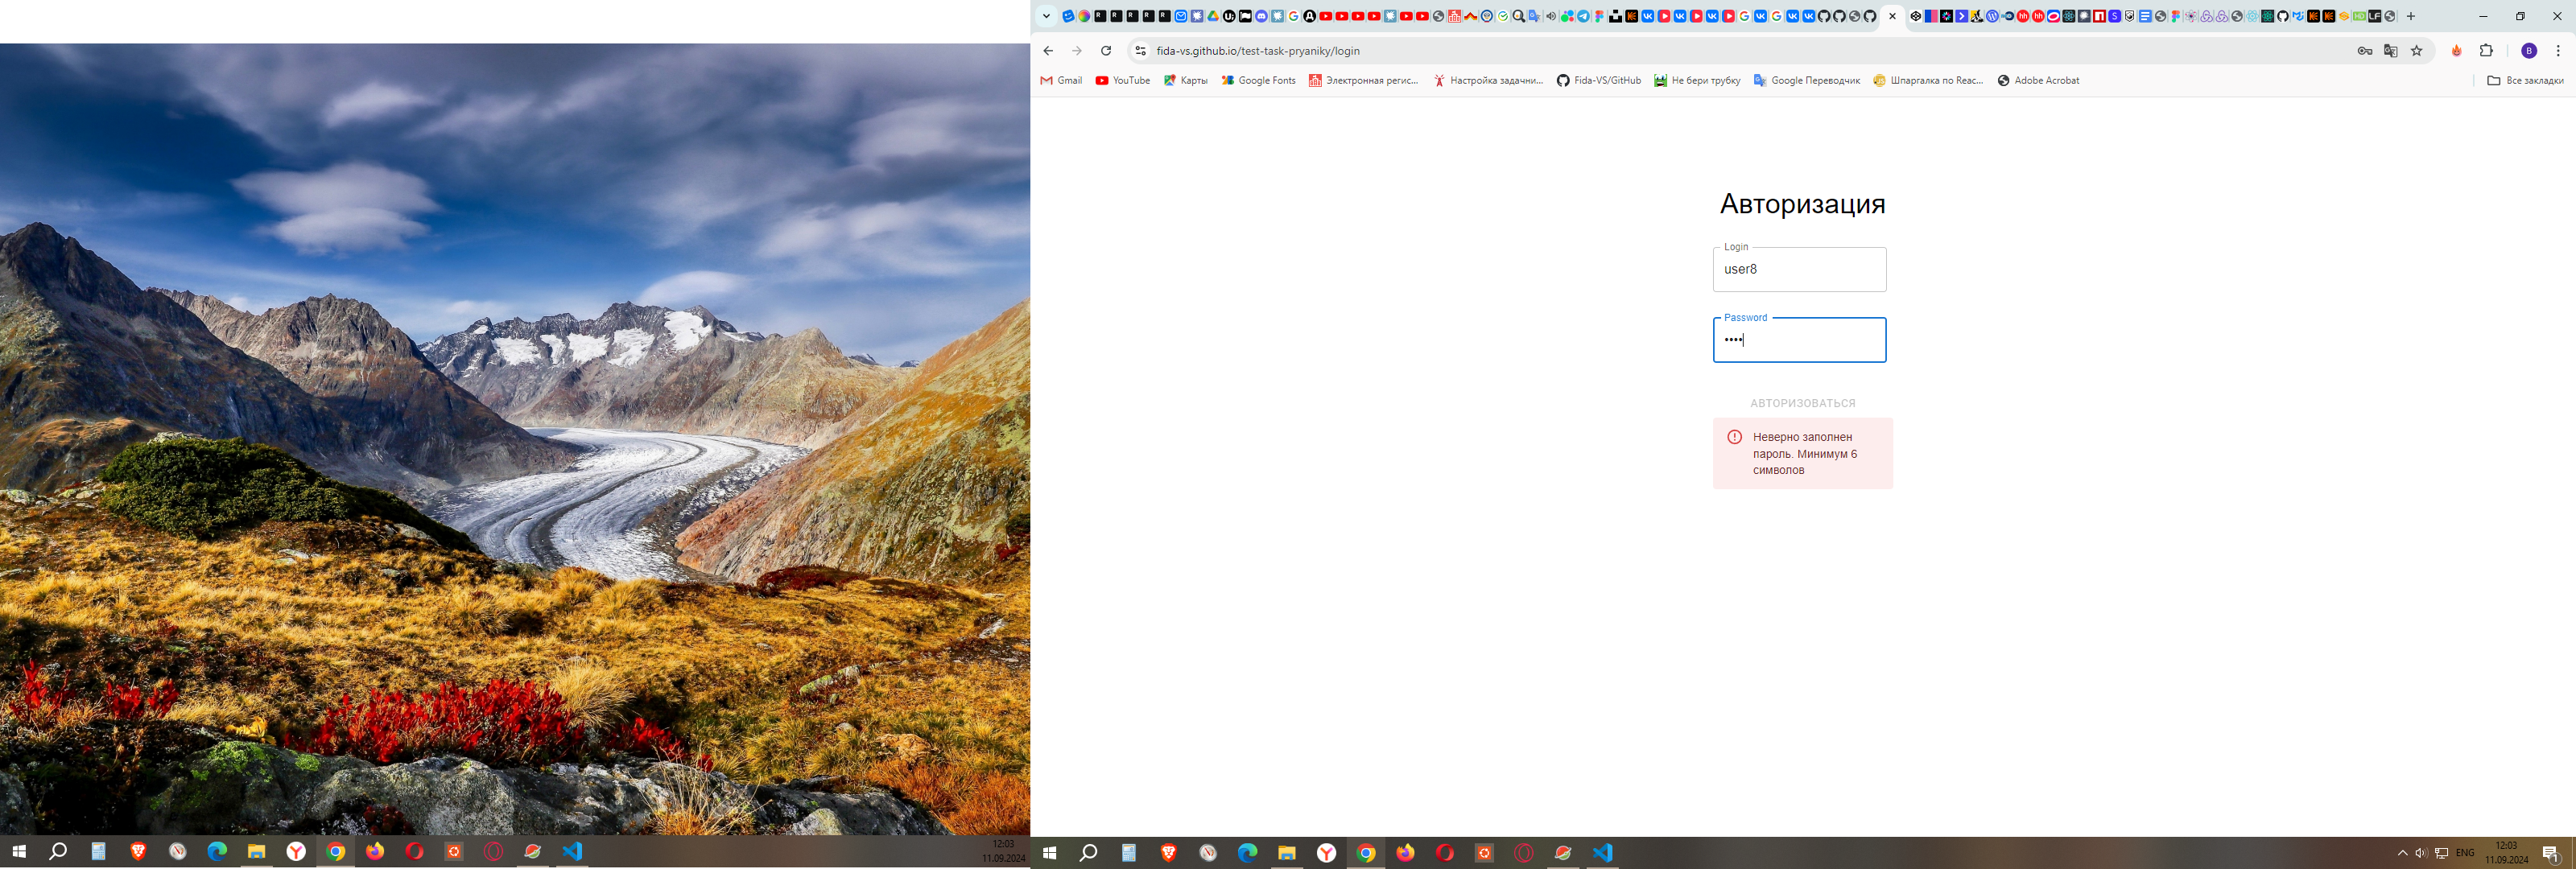 fida-vs.github.io/test-task-pryaniky/login
B
Gmail
YouTube
Карты
Google Fonts
Электронная регис...
Настройка задачни...
Fida-VS/GitHub
Не бери трубку
Google Переводчик
Шпаргалка по Reac...
Adobe Acrobat
Все закладки
Авторизация
Login
user8
Password
••••
АВТОРИЗОВАТЬСЯ
Неверно заполнен
пароль. Минимум 6
символов
12:03
11.09.2024
ENG
12:03
11.09.2024
1